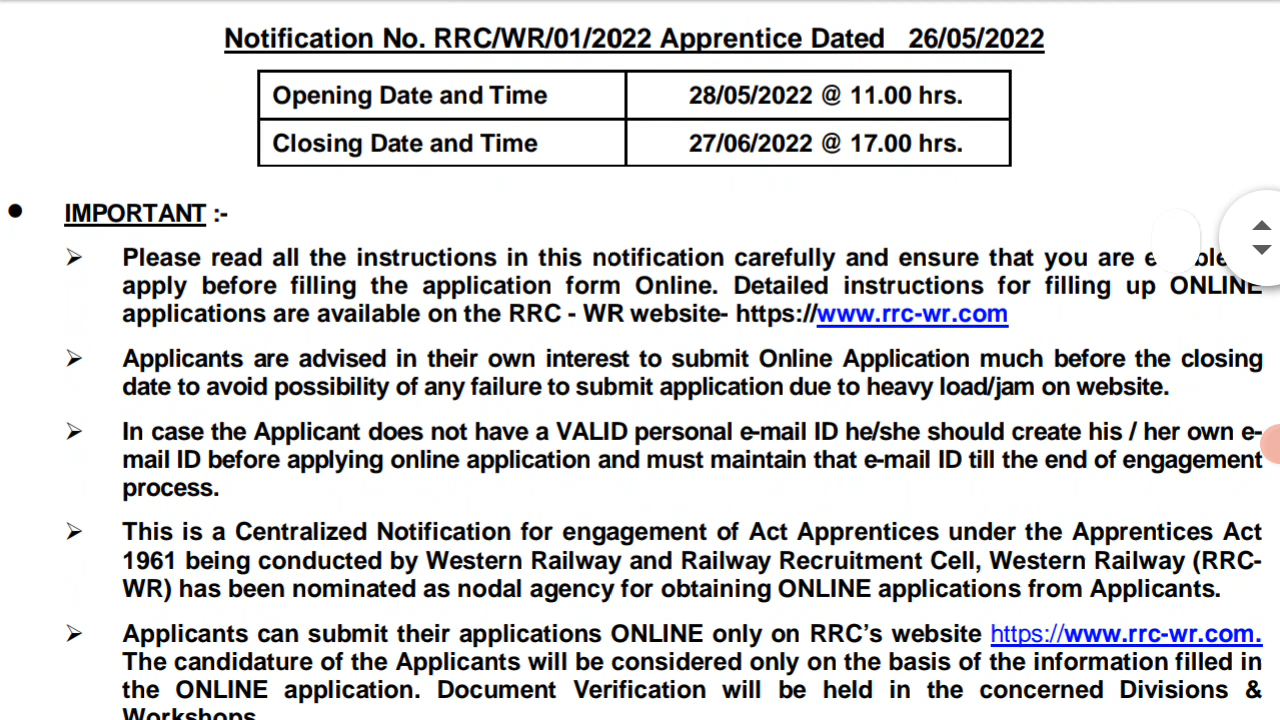 Notification No. RRC/WR/01/2022 Apprentice Dated 26/05/2022
Opening Date and Time 28/05/2022 @ 11.00 hrs.
Closing Date and Time 27/06/2022 @ 17.00 hrs.
IMPORTANT :-
Please read all the instructions in this notification carefully and ensure that you are
apply before filling the application form Online. Detailed instructions for filling up ONLINE
applications are available on the RRC - WR website- https://www.rrc-wr.com
Applicants are advised in their own interest to submit Online Application much before the closing
date to avoid possibility of any failure to submit application due to heavy load/jam on website.
In case the Applicant does not have a VALID personal e-mail ID he/she should create his / her own e-
mail ID before applying online application and must maintain that e-mail ID till the end of engagement
process.
This is a Centralized Notification for engagement of Act Apprentices under the Apprentices Act
1961 being conducted by Western Railway and Railway Recruitment Cell, Western Railway (RRC-
WR) has been nominated as nodal agency for obtaining ONLINE applications from Applicants.
Applicants can submit their applications ONLINE only on RRC's website https://www.rrc-wr.com.
The candidature of the Applicants will be considered only on the basis of the information filled in
the ONLINE application. Document Verification will be held in the concerned Divisions &
Workshops.